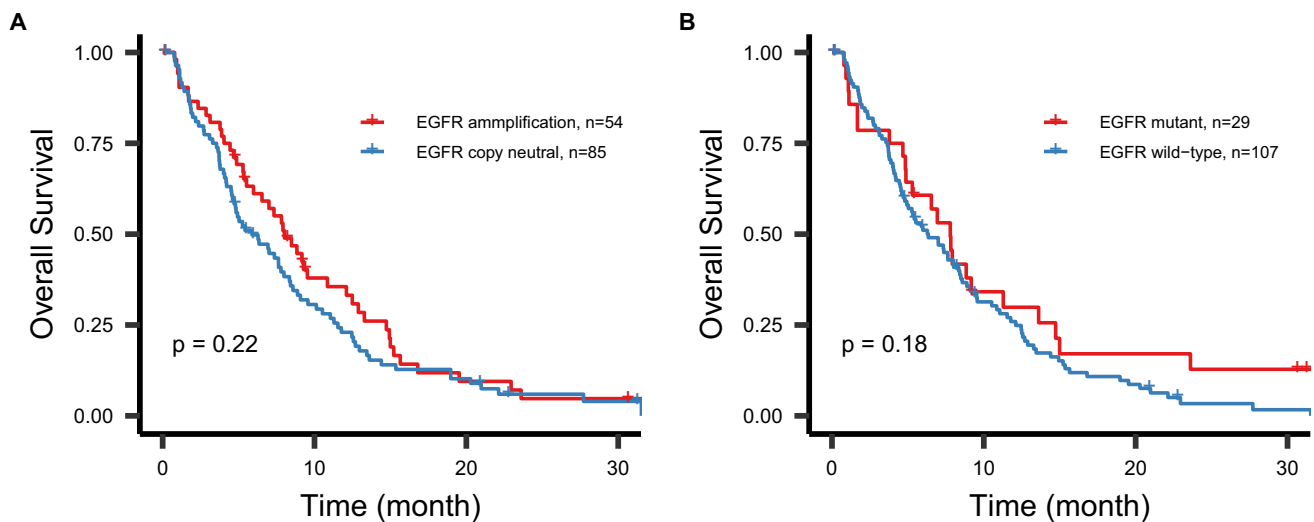 A
Overall Survival
1.00
0.75
0.50
0.25
0.00
EGFR ammplification, n=54
EGFR copy neutral, n=85
p = 0.22
0 10 20 30
Time (month)
B
Overall Survival
1.00
0.75
0.50
0.25
0.00
EGFR mutant, n=29
EGFR wild−type, n=107
p = 0.18
0 10 20 30
Time (month)